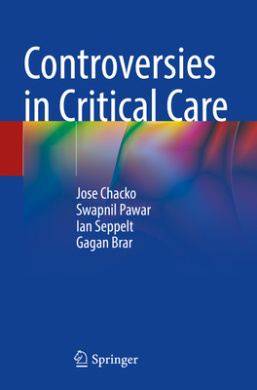 Controversies
in Critical Care
Jose Chacko
Swapnil Pawar
Ian Seppelt
Gagan Brar
Springer